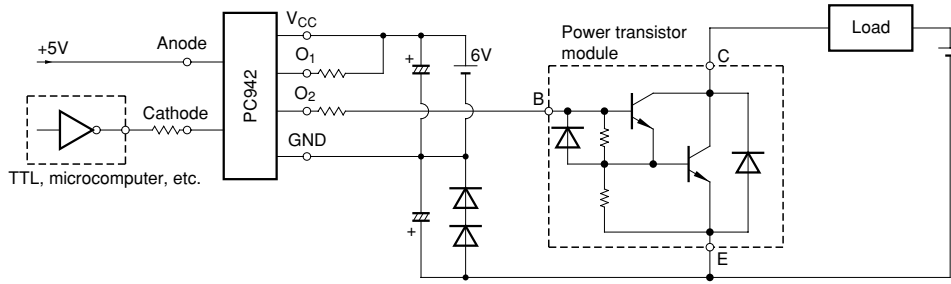 +5V
Anode
Cathode
TTL, microcomputer, etc.
PC942
VCC
O1
O2
GND
+
6V
+
Power transistor
module
B
C
E
Load